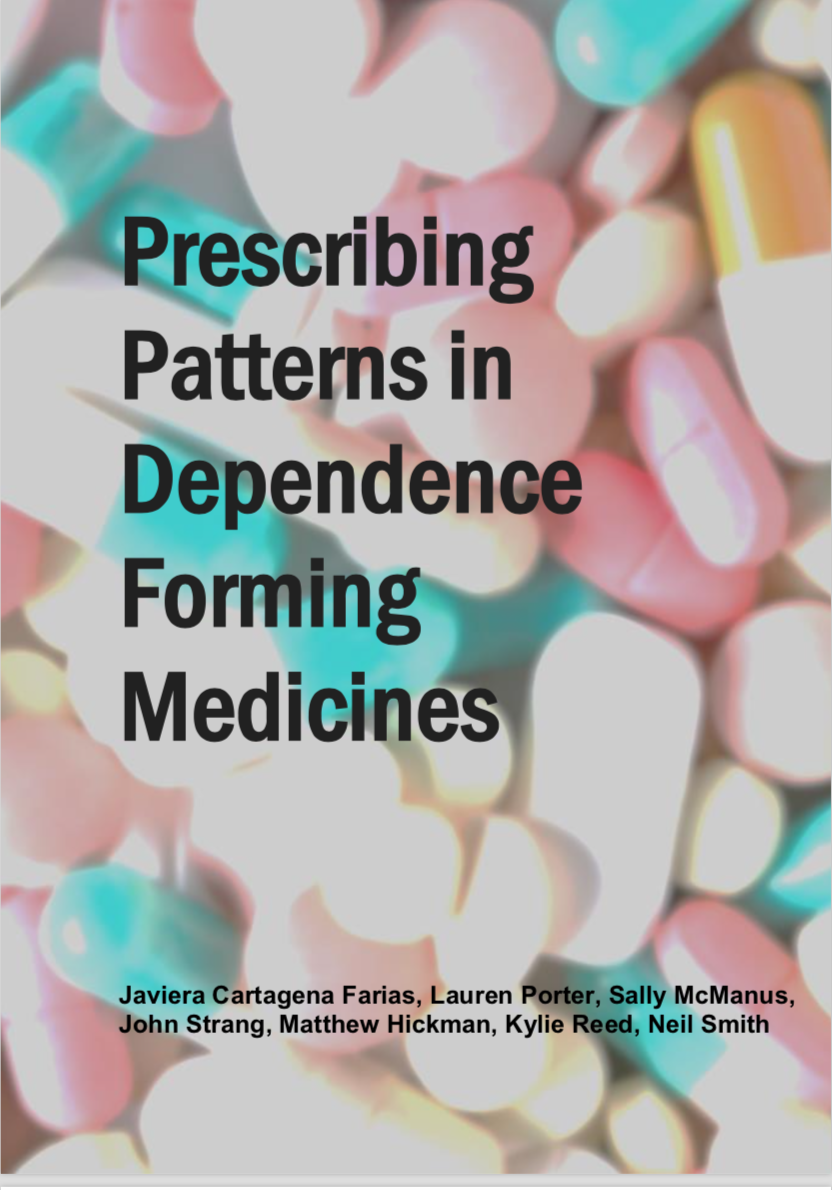 Prescribing
Patterns in
Dependence
Forming
Medicines
Javiera Cartagena Farias, Lauren Porter, Sally McManus,
John Strang, Matthew Hickman, Kylie Reed, Neil Smith